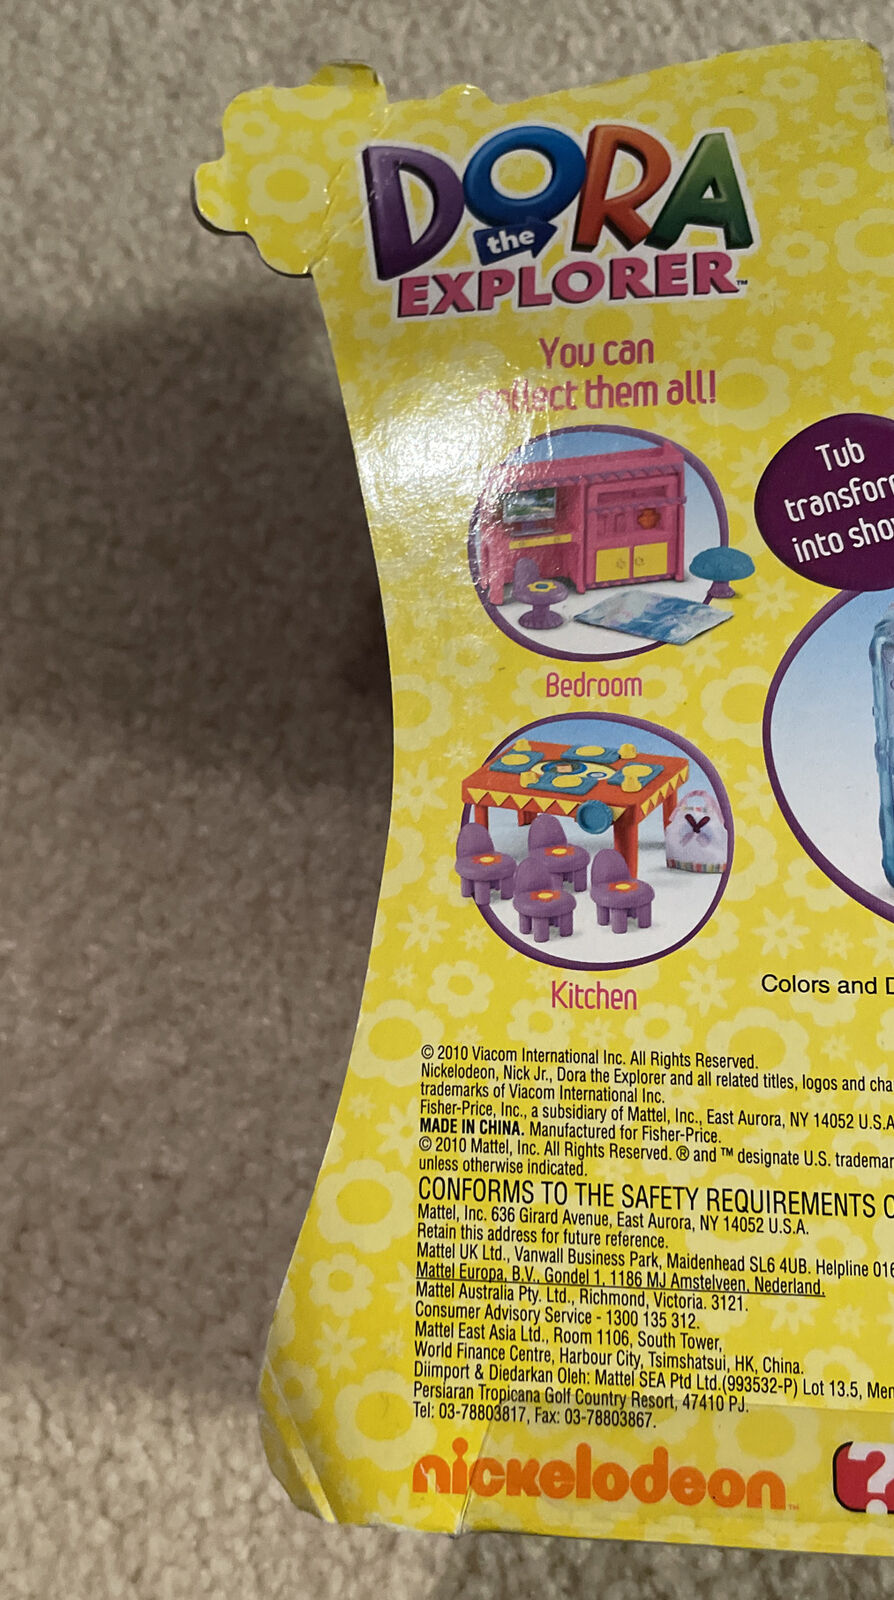 DORA
the
EXPLORER™
You can
collect them all!
Tub
into
Bedroom
Kitchen
Colors and
© 2010 Viacom International Inc. All Rights Reserved.
Nickelodeon, Nick Jr., Dora the Explorer and all related titles, logos and
trademarks of Viacom International Inc.
Fisher-Price, Inc., a subsidiary of Mattel, Inc., East Aurora, NY 14052 U.S.A
MADE IN CHINA. Manufactured for Fisher-Price.
© 2010 Mattel, Inc. All Rights Reserved. ® and ™ designate U.S.
unless otherwise indicated.
CONFORMS TO THE SAFETY REQUIREMENTS
Mattel, Inc. 636 Girard Avenue, East Aurora, NY 14052 U.S.A.
Retain this address for future reference.
Mattel UK Ltd., Vanwall Business Park, Maidenhead SL6 4UB. Helpline
Mattel Europa, B.V., Gondel 1, 1186 MJ Amstelveen, Nederland.
Mattel Australia Pty. Ltd., Richmond, Victoria. 3121.
Consumer Advisory Service - 1300 135 312.
Mattel East Asia Ltd., Room 1106, South Tower,
World Finance Centre, Harbour City, Tsimshatsui, HK, China.
Diimport & Diedarkan Oleh: Mattel SEA Ptd Ltd.(993532-P) Lot 13.5,
Persiaran Tropicana Golf Country Resort, 47410 PJ.
Tel: 03-78803817, Fax: 03-78803867.
nickelodeon™